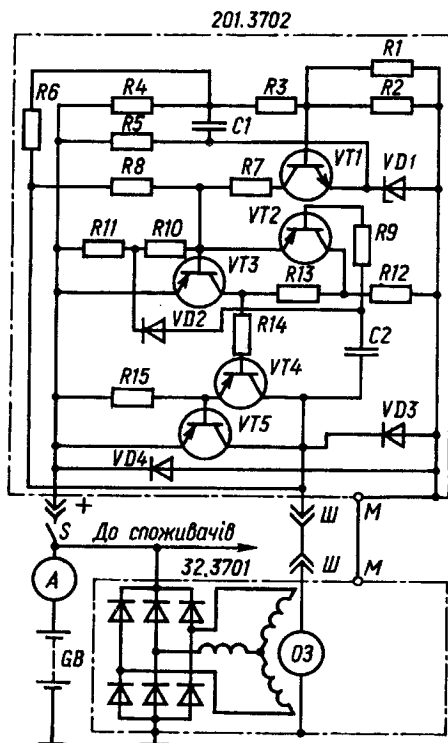 201.3702
R1
R6
R4
R3
R2
R5
C1
VT1
VD1
R8
R7
VT2
R9
R11
R10
VT3
R13
R12
VD2
R14
C2
VT4
R15
VT5
VD3
VD4
+
Ш
М
S
До споживачів
Ш
М
32.3701
А
ОЗ
GB